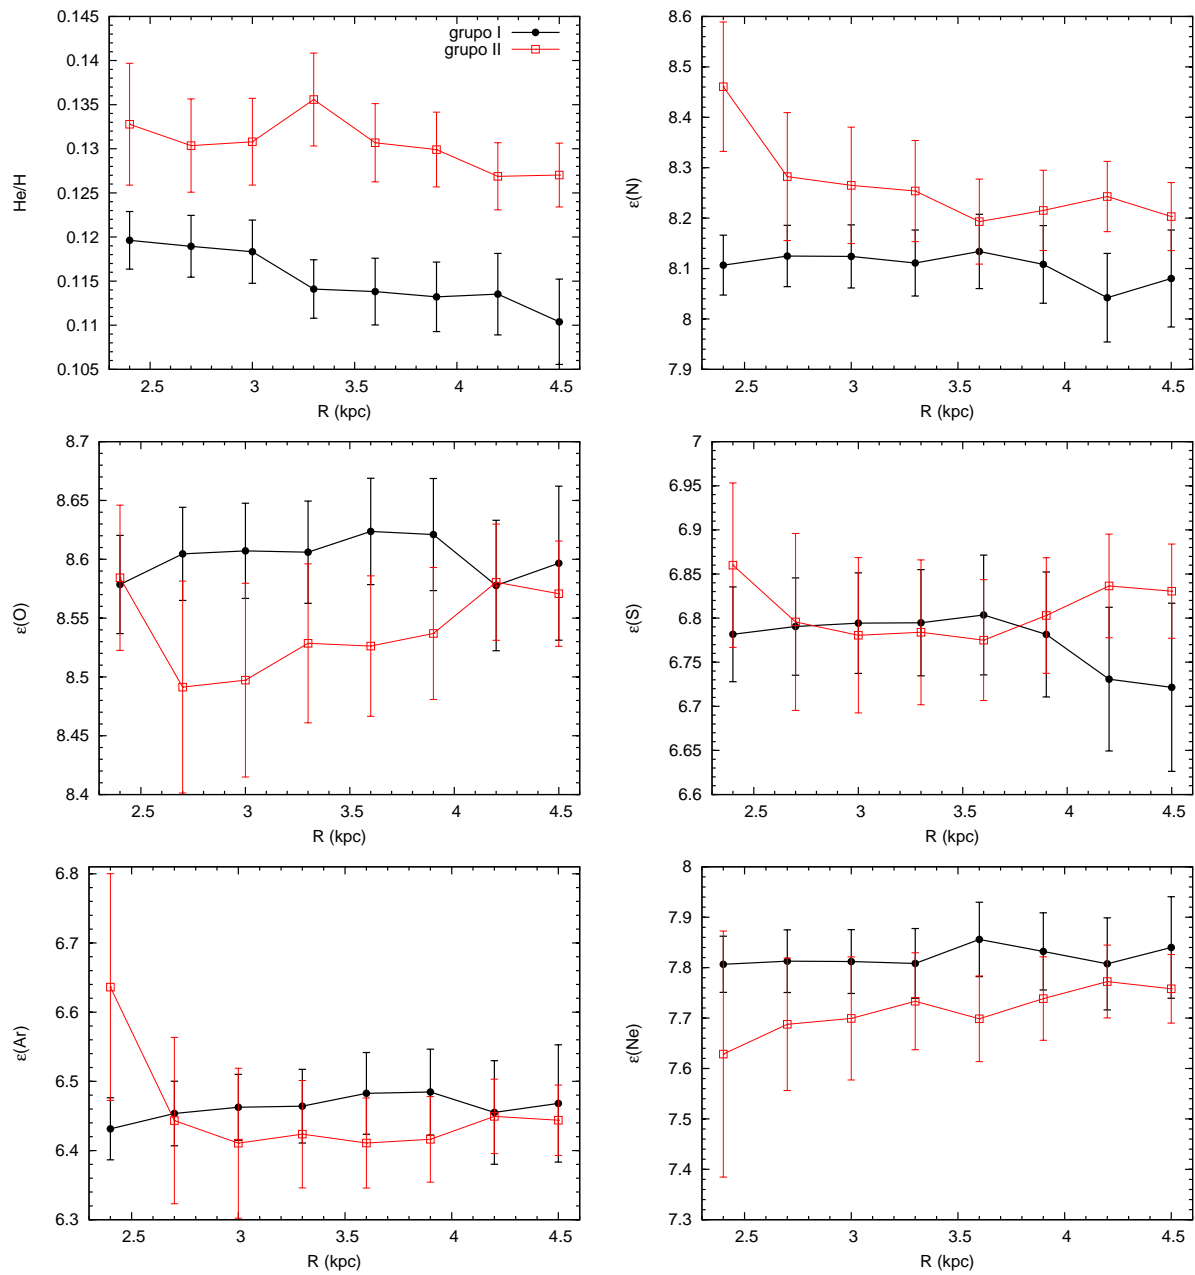 0.145
0.14
0.135
0.13
0.125
0.12
0.115
0.11
0.105
He/H
grupo I
grupo II
2.5 3 3.5 4 4.5
R (kpc)
8.6
8.5
8.4
8.3
8.2
8.1
8
7.9
ε(N)
2.5 3 3.5 4 4.5
R (kpc)
8.7
8.65
8.6
8.55
8.5
8.45
8.4
ε(O)
2.5 3 3.5 4 4.5
R (kpc)
7
6.95
6.9
6.85
6.8
6.75
6.7
6.65
6.6
ε(S)
2.5 3 3.5 4 4.5
R (kpc)
6.8
6.7
6.6
6.5
6.4
6.3
ε(Ar)
2.5 3 3.5 4 4.5
R (kpc)
8
7.9
7.8
7.7
7.6
7.5
7.4
7.3
ε(Ne)
2.5 3 3.5 4 4.5
R (kpc)